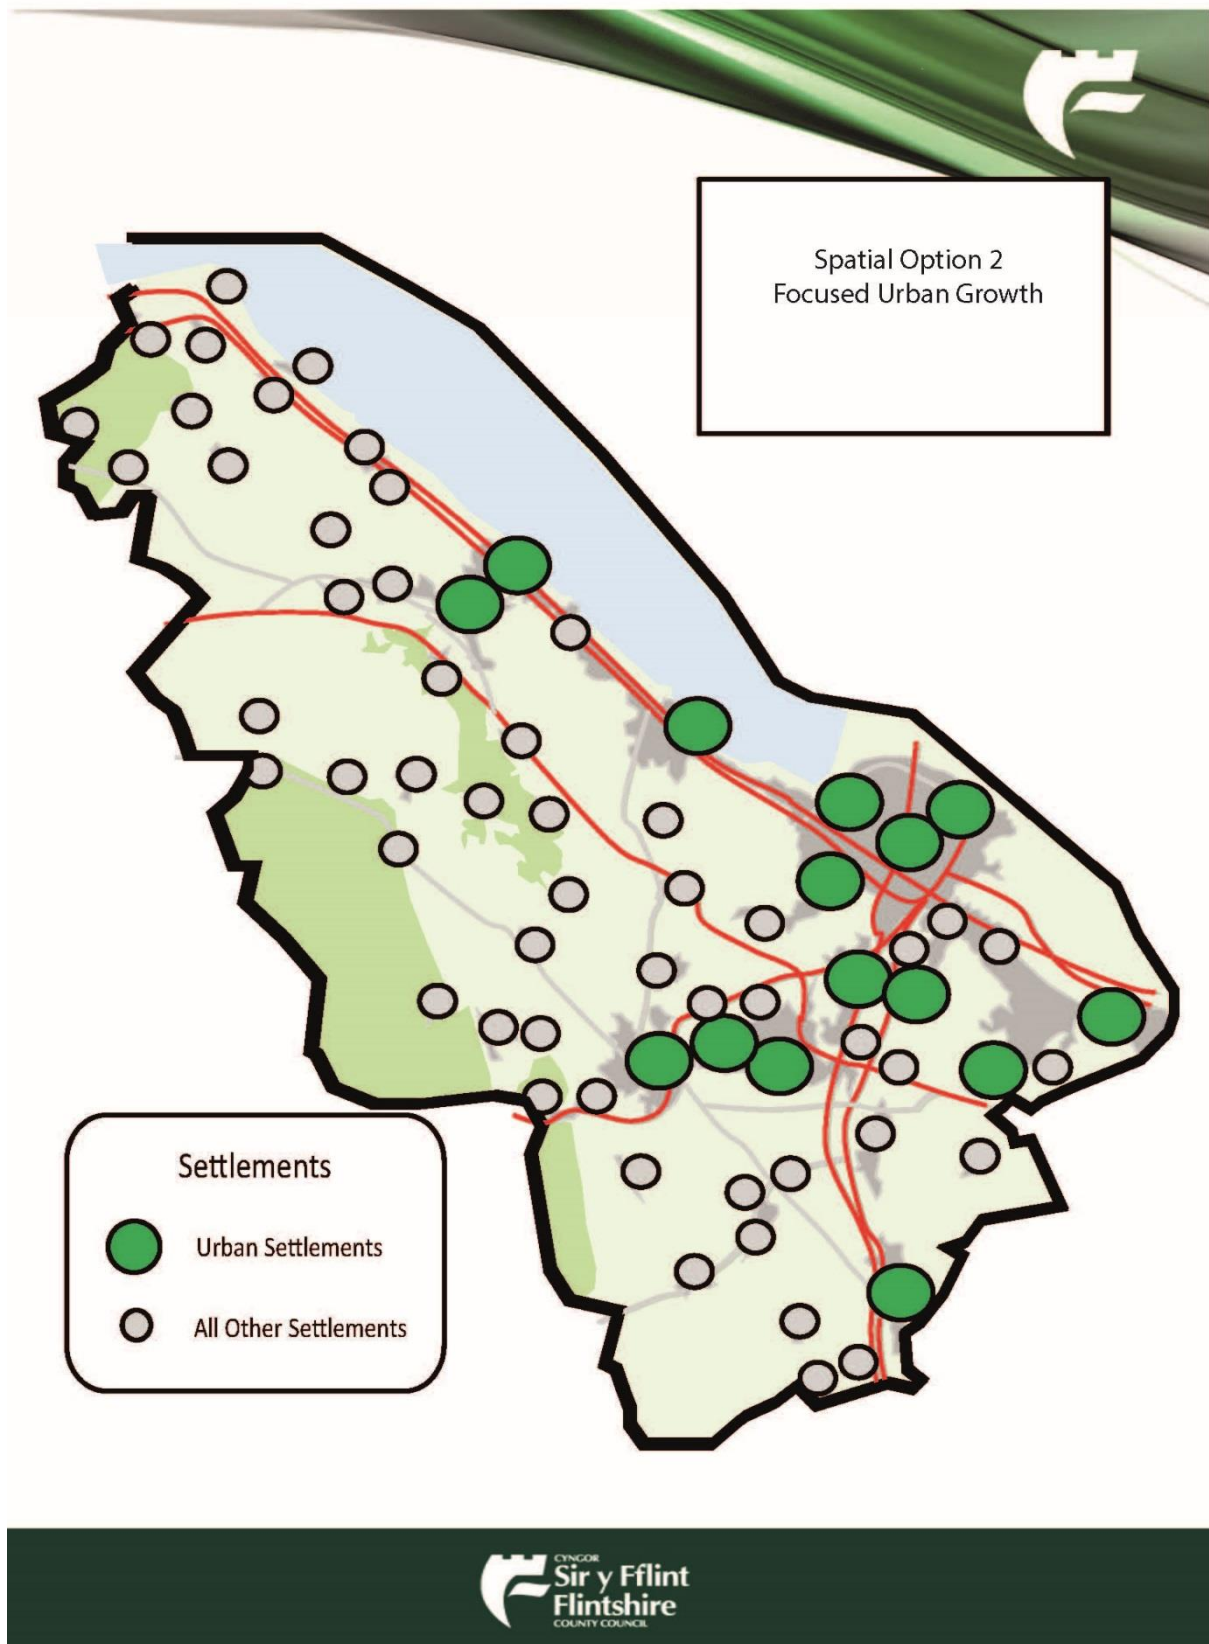 Spatial Option 2
Focused Urban Growth
Settlements
Urban Settlements
All Other Settlements
CYNGOR
Sir y Fflint
Flintshire
COUNTY COUNCIL